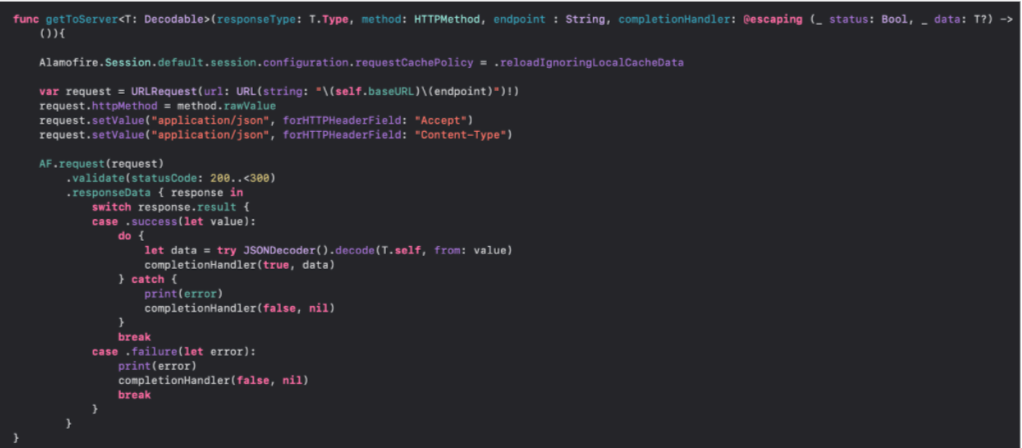 func getToServer<T: Decodable>(responseType: T.Type, method: HTTPMethod, endpoint : String, completionHandler: @escaping (_ status: Bool, _ data: T?) ->
()){
Alamofire.Session.default.session.configuration.requestCachePolicy = .reloadIgnoringLocalCacheData
var request = URLRequest(url: URL(string: "\(self.baseURL)\(endpoint)")!)
request.httpMethod = method.rawValue
request.setValue("application/json", forHTTPHeaderField: "Accept")
request.setValue("application/json", forHTTPHeaderField: "Content-Type")
AF.request(request)
.validate(statusCode: 200..<300)
.responseData { response in
switch response.result {
case .success(let value):
do {
let data = try JSONDecoder().decode(T.self, from: value)
completionHandler(true, data)
} catch {
print(error)
completionHandler(false, nil)
}
break
case .failure(let error):
print(error)
completionHandler(false, nil)
break
}
}
}